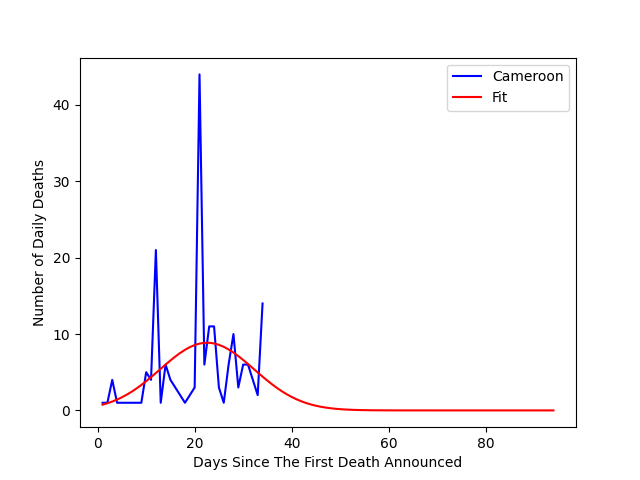 Cameroon
Fit
40
30
20
10
0
Number of Daily Deaths
0 20 40 60 80
Days Since The First Death Announced